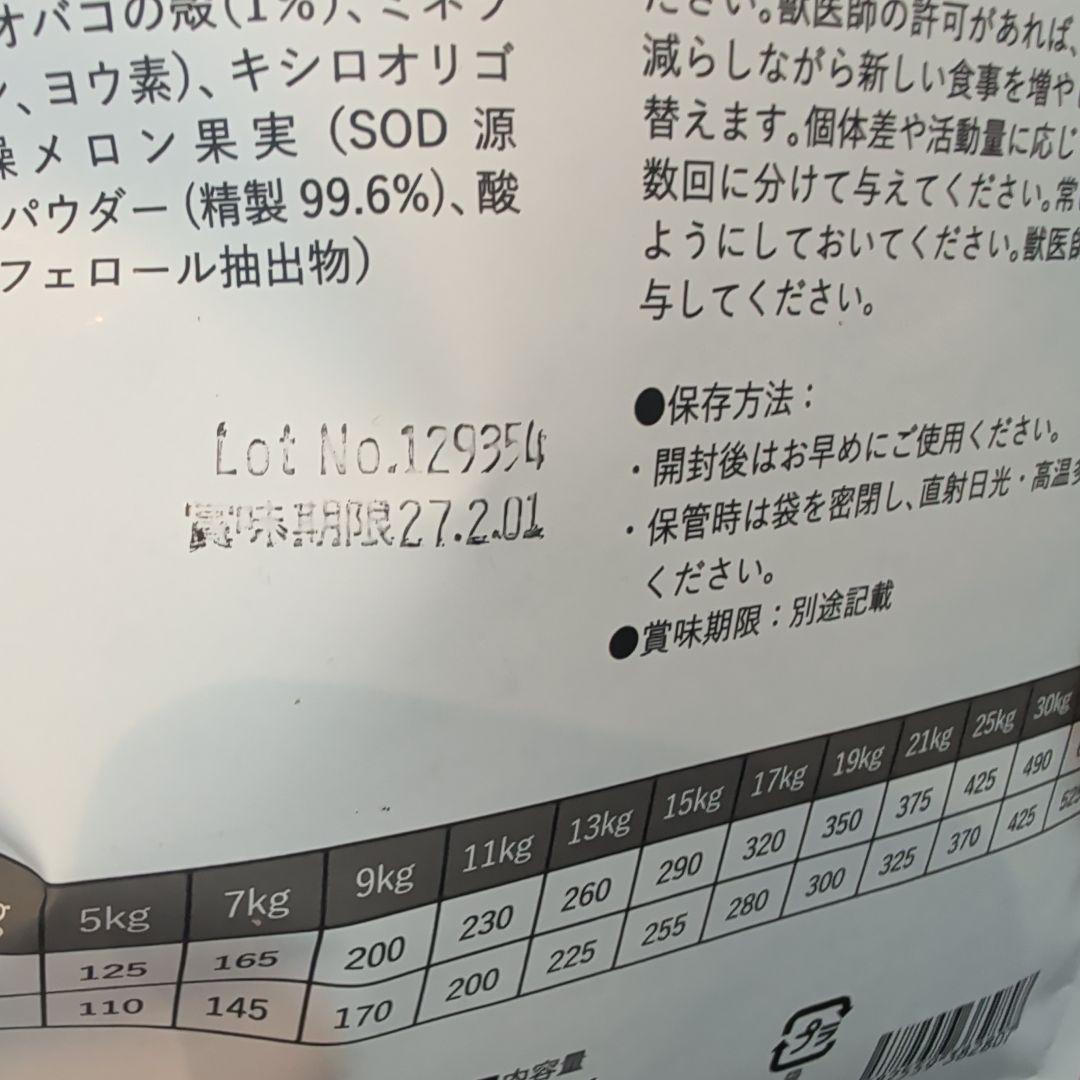 オバコの殻(1%)、ミネラ
、ヨウ素)、キシロオリゴ
燥メロン果実(SOD 源
パウダー(精製 99.6%)、酸
フェロール抽出物)
Lot No.129354
賞味期限27.2.01
ださい。獣医師の許可があれば、
減らしながら新しい食事を増や
替えます。個体差や活動量に応じ
数回に分けて与えてください。常
ようにしておいてください。獣医師
与してください。
●保存方法：
・開封後はお早めにご使用ください。
・保管時は袋を密閉し、直射日光・高温多
ください。
●賞味期限：別途記載
5kg 7kg 9kg 11kg 13kg 15kg 17kg 19kg 21kg 25kg 30kg
125 165 200 230 260 290 320 350 375 425 490
110 145 170 200 225 255 280 300 325 370 425 525
プラ
内容量